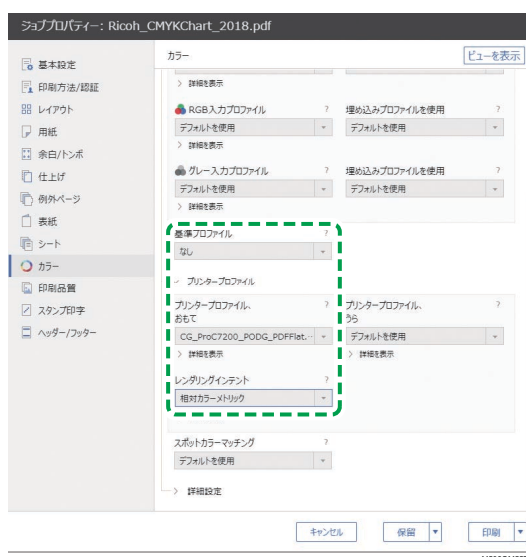 ジョブプロパティー: Ricoh_CMYKChart_2018.pdf
基本設定
印刷方法/認証
レイアウト
用紙
余白/トンボ
仕上げ
例外ページ
表紙
シート
カラー
印刷品質
スタンプ印字
ヘッダー/フッター
カラー
ビューを表示
> 詳細を表示
RGB入力プロファイル ?
埋め込みプロファイルを使用 ?
デフォルトを使用
デフォルトを使用
> 詳細を表示
グレー入力プロファイル ?
埋め込みプロファイルを使用 ?
デフォルトを使用
デフォルトを使用
> 詳細を表示
基準プロファイル ?
なし
プリンタープロファイル
プリンタープロファイル、 ?
おもて
プリンタープロファイル、 ?
うら
CG_ProC7200_PODG_PDFFlat...
デフォルトを使用
> 詳細を表示
> 詳細を表示
レンダリングインテント ?
相対カラーメトリック
スポットカラーマッチング ?
デフォルトを使用
> 詳細設定
キャンセル
保留
印刷